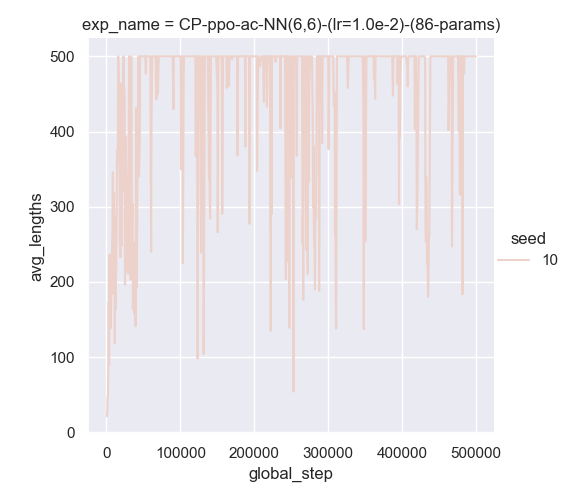 exp_name = CP-ppo-ac-NN(6,6)-(lr=1.0e-2)-(86-params)
500
400
300
200
100
0
avg_lengths
0 100000 200000 300000 400000 500000
global_step
seed
10